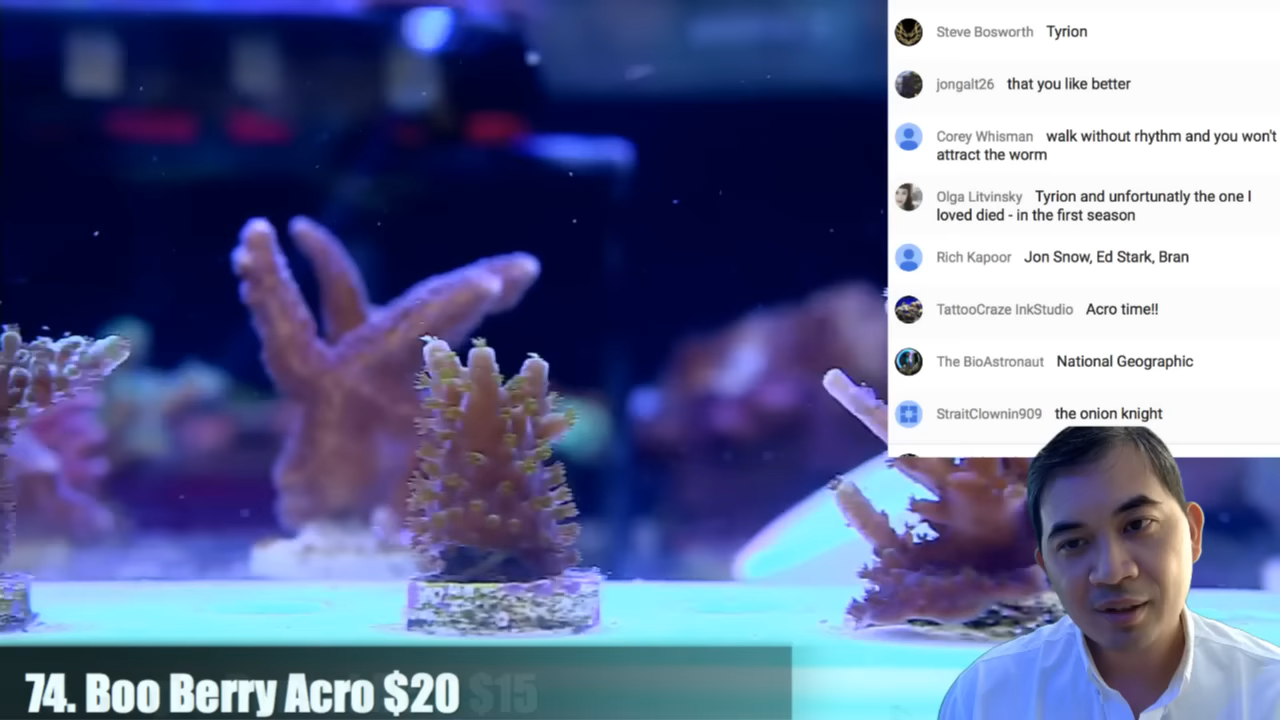 Steve Bosworth Tyrion
jongalt26 that you like better
Corey Whisman walk without rhythm and you won't
attract the worm
Olga Litvinsky Tyrion and unfortunatly the one I
loved died - in the first season
Rich Kapoor Jon Snow, Ed Stark, Bran
TattooCraze InkStudio Acro time!!
The BioAstronaut National Geographic
StraitClownin909 the onion knight
74. Boo Berry Acro $20 $15